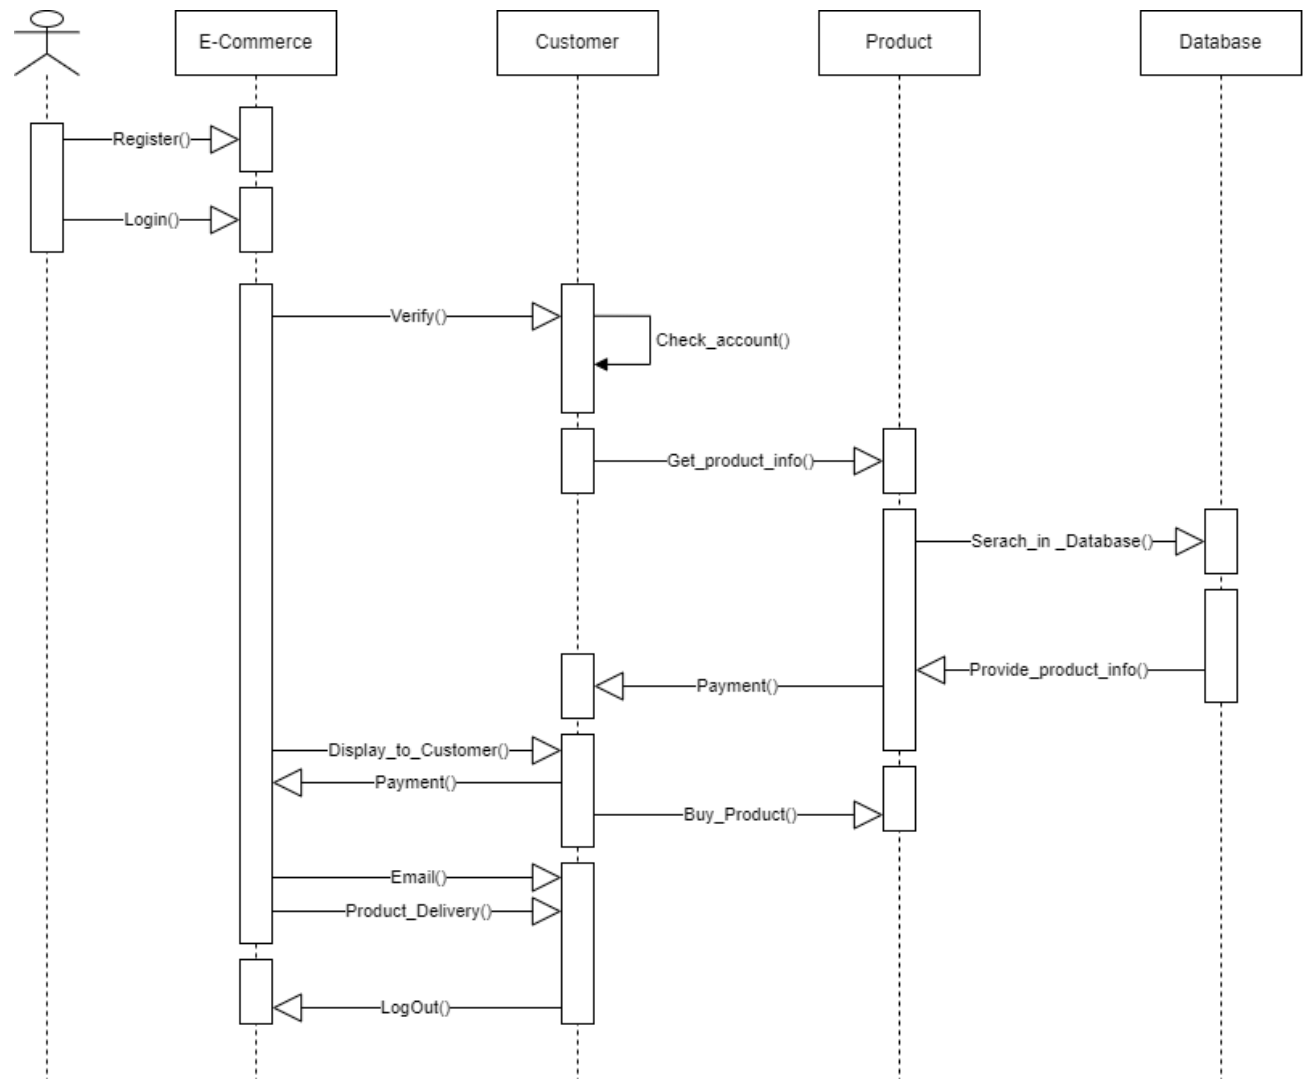 E-Commerce
Customer
Product
Database
Register()
Login()
Verify()
Check_account()
Get_product_info()
Serach_in _Database()
Provide_product_info()
Payment()
Display_to_Customer()
Payment()
Buy_Product()
Email()
Product_Delivery()
LogOut()